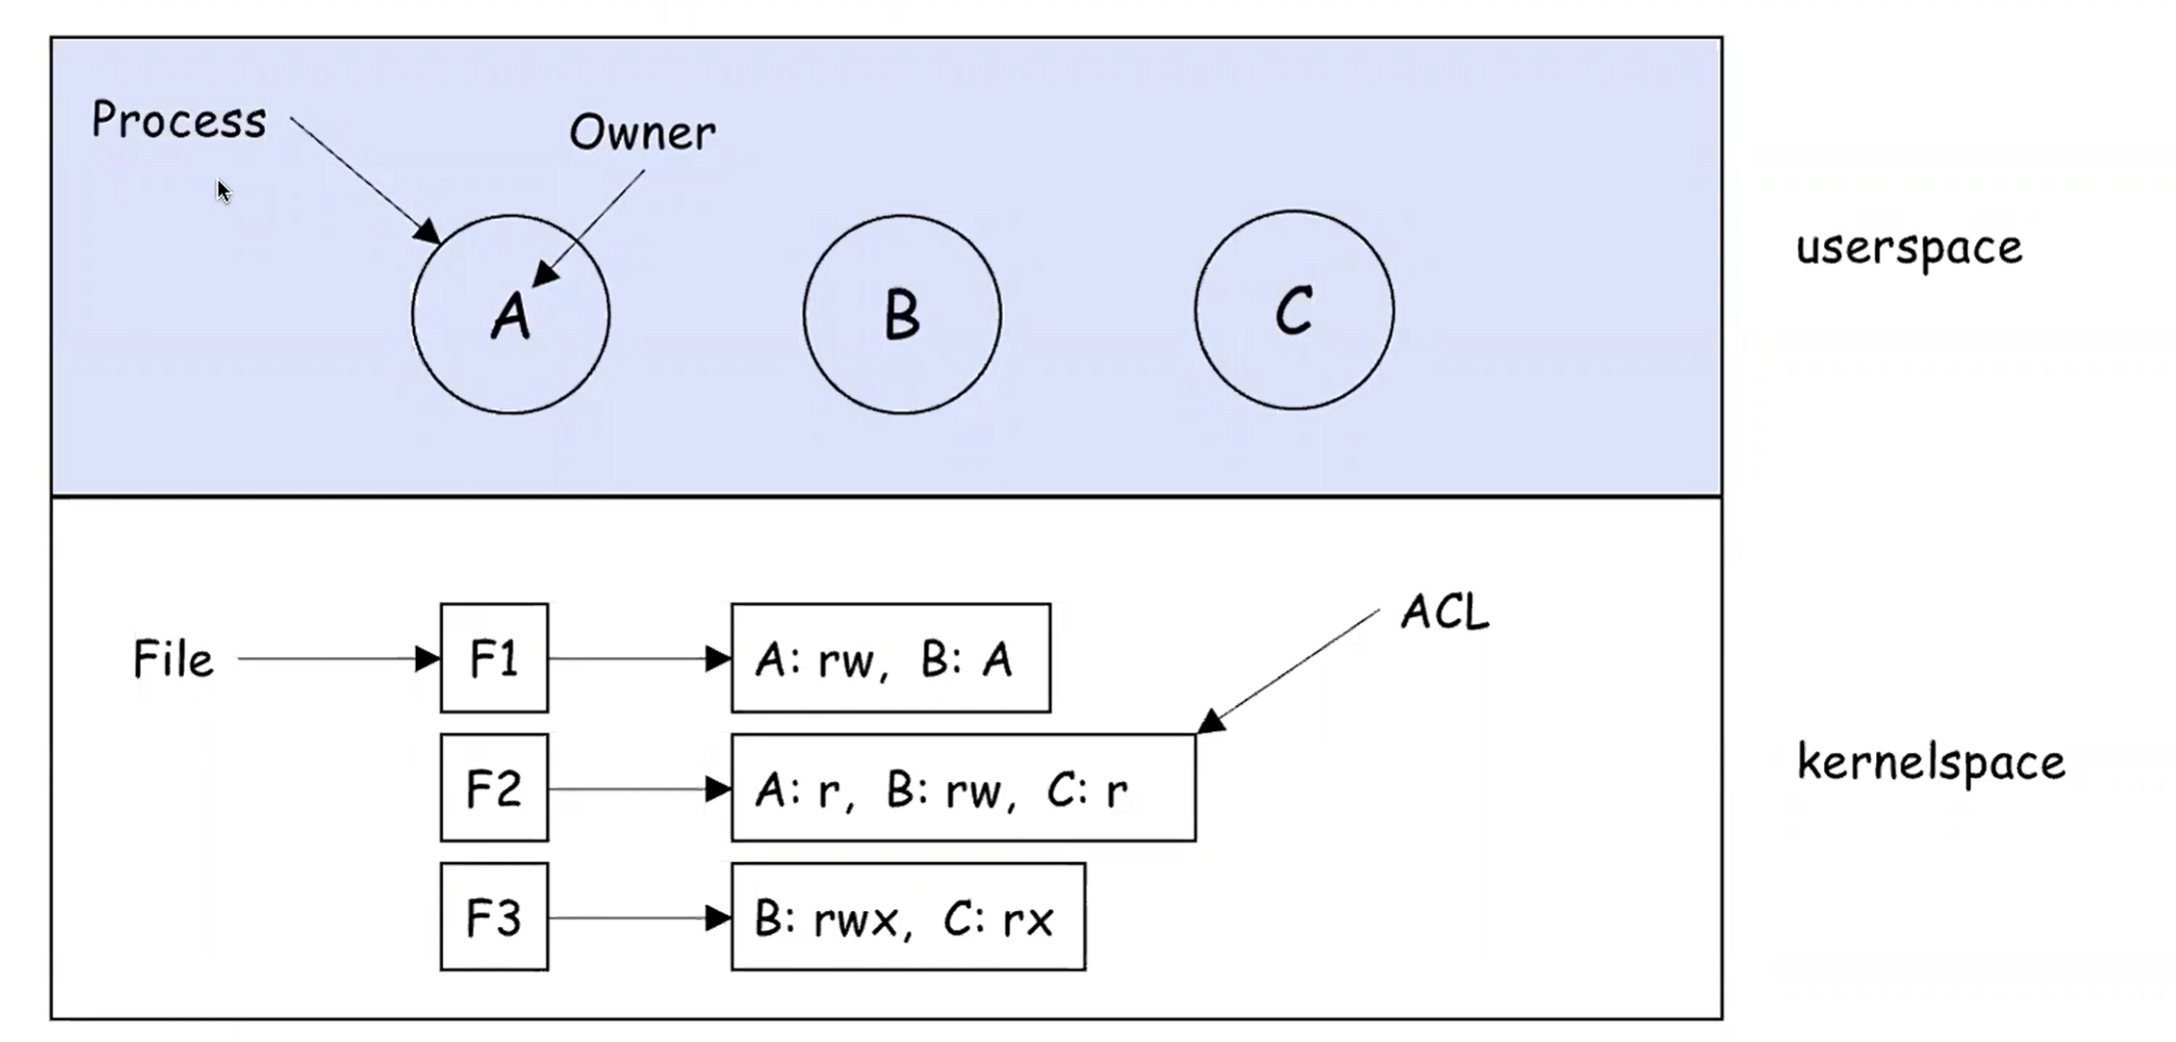 Process
Owner
A
B
C
userspace
File
F1
A: rw, B: A
ACL
F2
A: r, B: rw, C: r
kernelspace
F3
B: rwx, C: rx